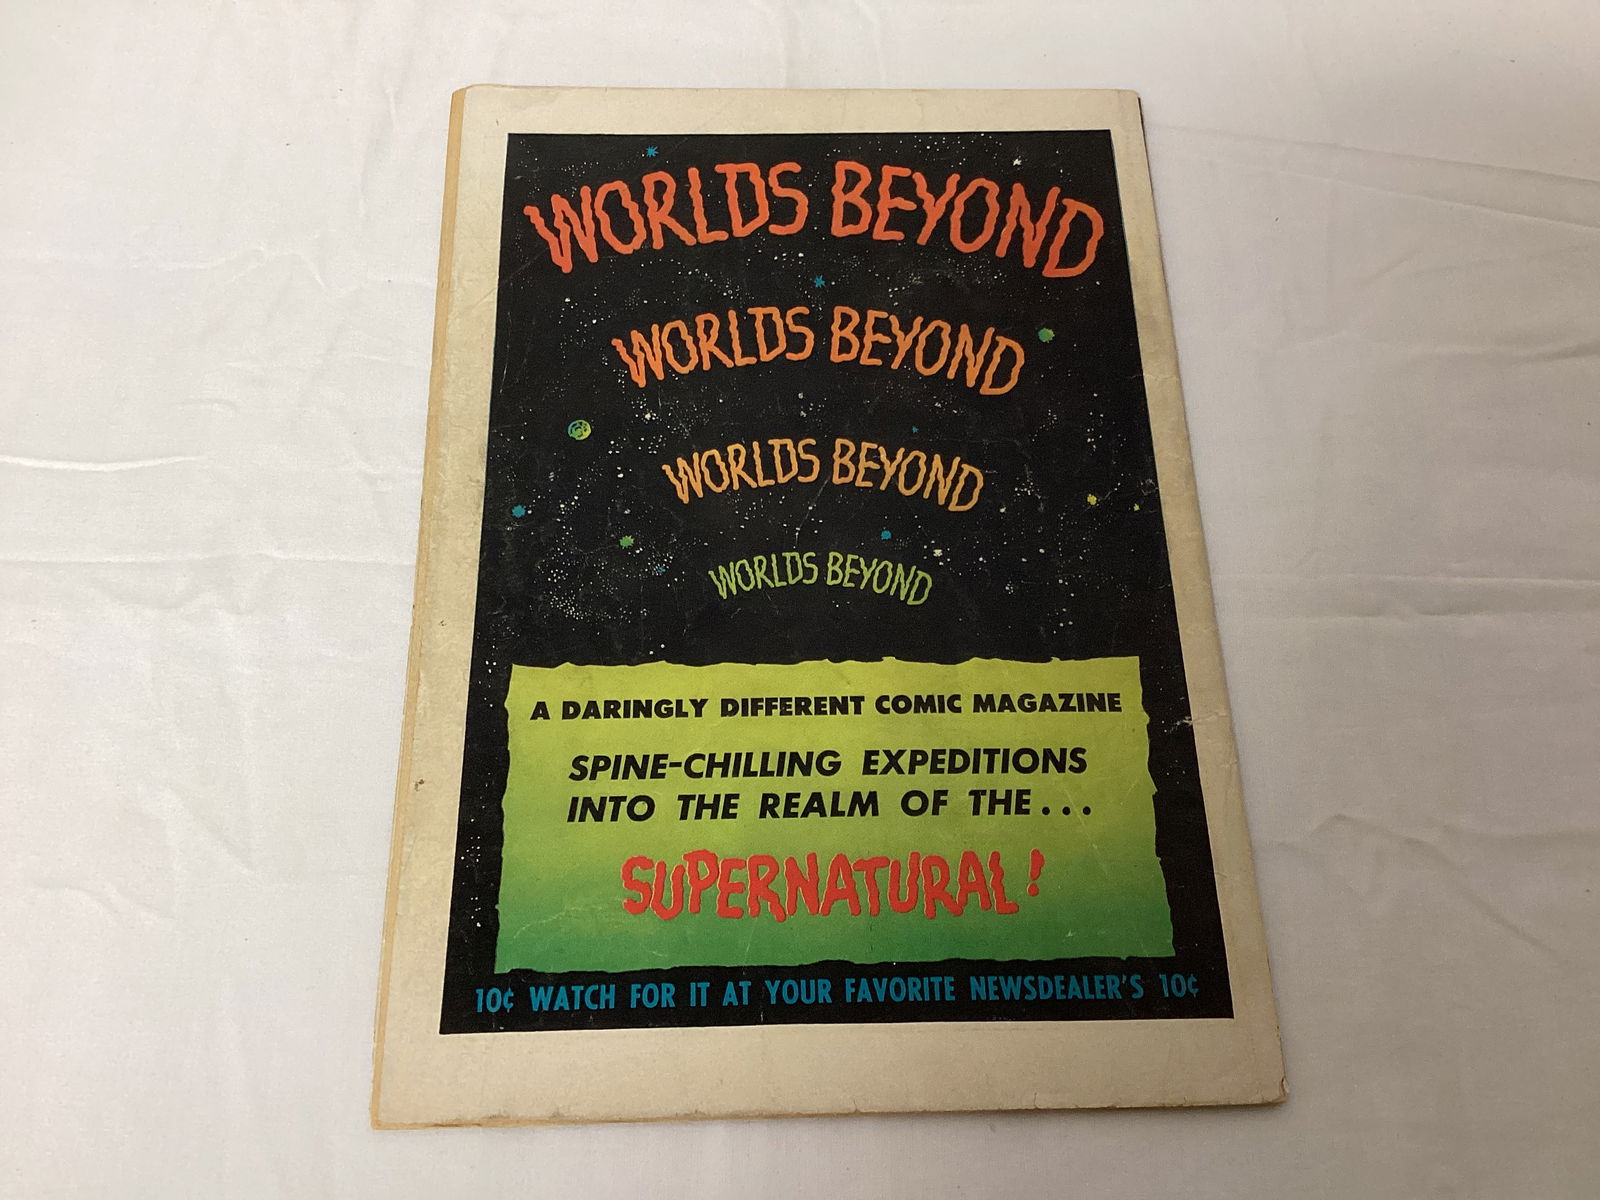 WORLDS BEYOND
WORLDS BEYOND
WORLDS BEYOND
WORLDS BEYOND
A DARINGLY DIFFERENT COMIC MAGAZINE
SPINE-CHILLING EXPEDITIONS
INTO THE REALM OF THE...
SUPERNATURAL!
10¢ WATCH FOR IT AT YOUR FAVORITE NEWSDEALER'S 10¢